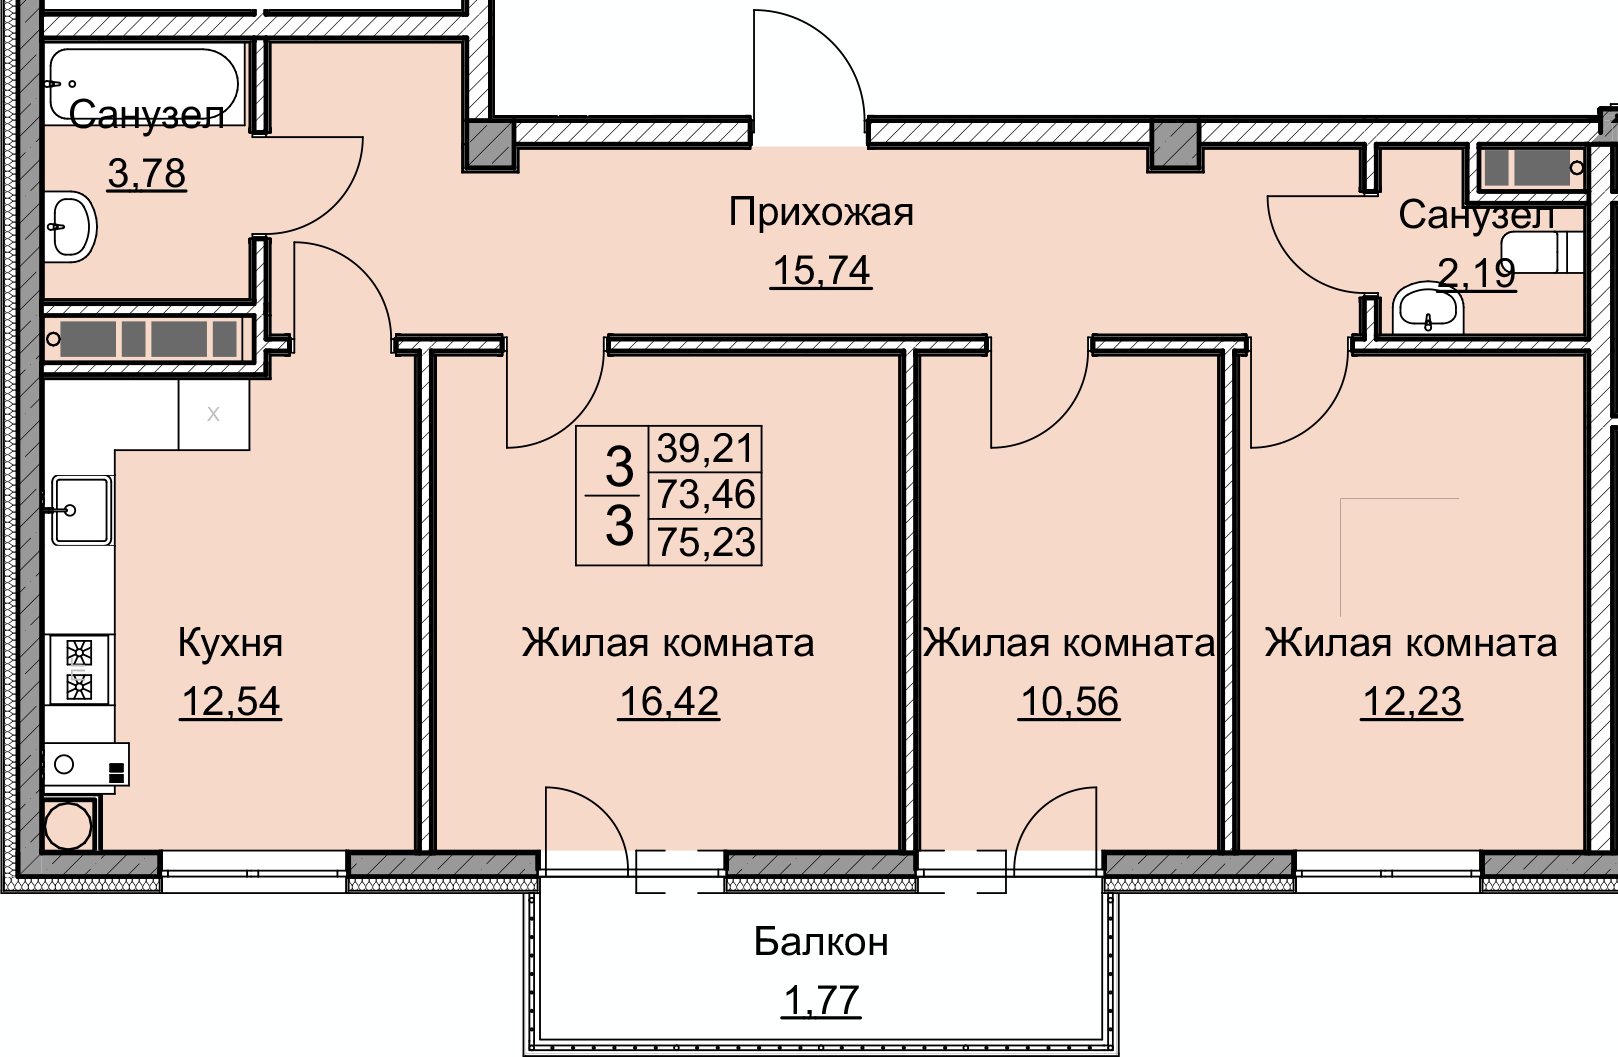 Санузел
3,78
Прихожая
15,74
Санузел
2,19
X
3
3
39,21
73,46
75,23
Кухня
12,54
Жилая комната
16,42
Жилая комната
10,56
Жилая комната
12,23
Балкон
1,77